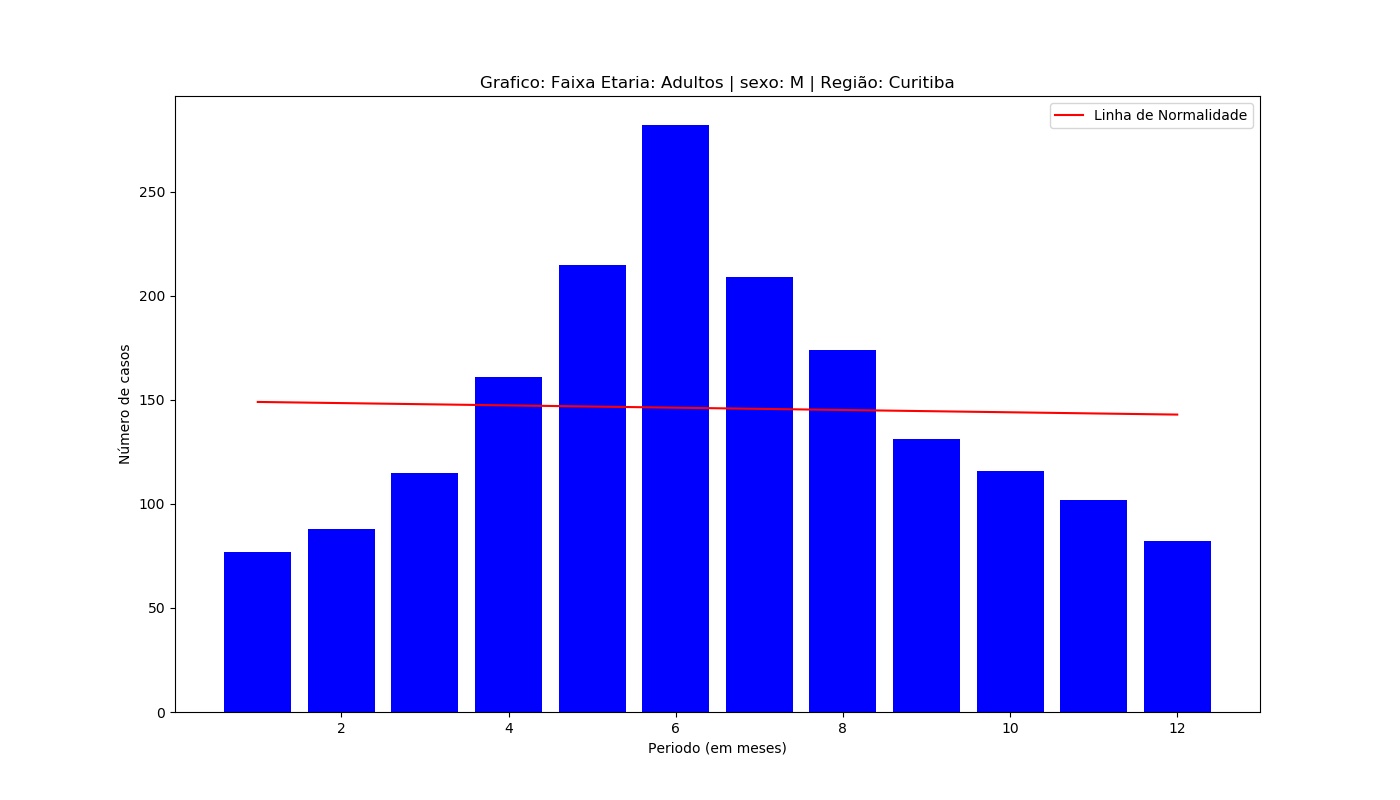 Grafico: Faixa Etaria: Adultos | sexo: M | Região: Curitiba
Linha de Normalidade
Número de casos
250
200
150
100
50
0
2 4 6 8 10 12
Periodo (em meses)